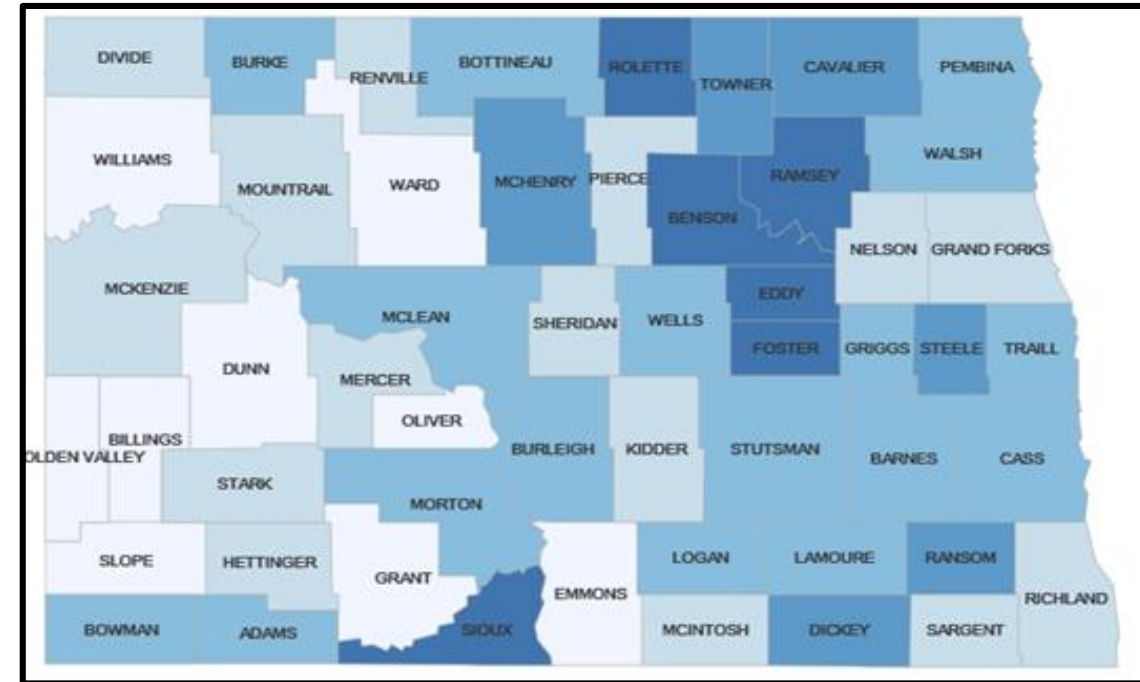 DIVIDE
BURKE
RENVILLE
BOTTINEAU
ROLETTE
TOWNER
CAVALIER
PEMBINA
WILLIAMS
MOUNTRAIL
WARD
MCHENRY
PIERCE
BENSON
RAMSEY
WALSH
NELSON
GRAND FORKS
MCKENZIE
DUNN
MCLEAN
SHERIDAN
WELLS
EDDY
FOSTER
GRIGGS
STEELE
TRAILL
MERCER
OLIVER
BILLINGS
OLDEN VALLEY
STARK
BURLEIGH
KIDDER
STUTSMAN
BARNES
CASS
MORTON
SLOPE
HETTINGER
GRANT
EMMONS
LOGAN
LAMOURE
RANSOM
RICHLAND
BOWMAN
ADAMS
SIOUX
MCINTOSH
DICKEY
SARGENT